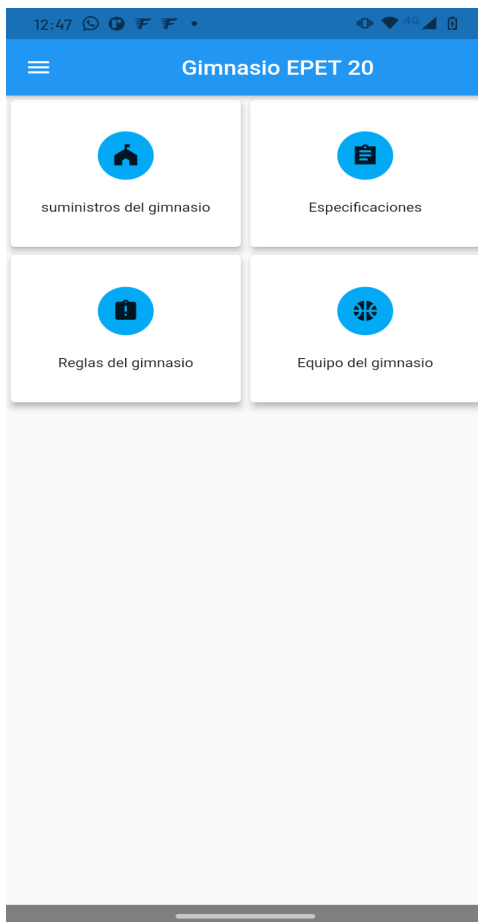 12:47
4G
Gimnasio EPET 20
suministros del gimnasio
Especificaciones
Reglas del gimnasio
Equipo del gimnasio